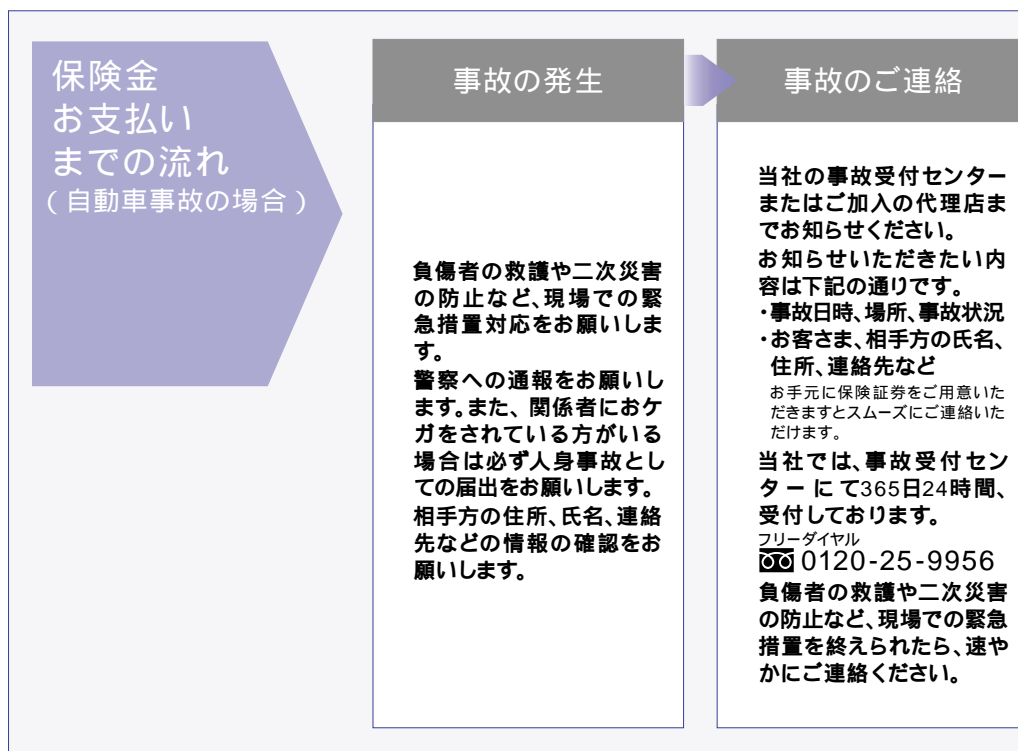 保険金
お支払い
までの流れ
（自動車事故の場合）
事故の発生
負傷者の救護や二次災害
の防止など、現場での緊
急措置対応をお願いしま
す。
警察への通報をお願いし
ます。また、関係者におケ
ガをされている方がいる
場合は必ず人身事故とし
ての届出をお願いします。
相手方の住所、氏名、連絡
先などの情報の確認をお
願いします。
事故のご連絡
当社の事故受付センター
またはご加入の代理店ま
でお知らせください。
お知らせいただきたい内
容は下記の通りです。
・事故日時、場所、事故状況
・お客さま、相手方の氏名、
住所、連絡先など
お手元に保険証券をご用意いた
だきますとスムーズにご連絡いた
だけます。
当社では、事故受付セン
ターにて365日24時間、
受付しております。
フリーダイヤル
0120-25-9956
負傷者の救護や二次災害
の防止など、現場での緊急
措置を終えられたら、速や
かにご連絡ください。